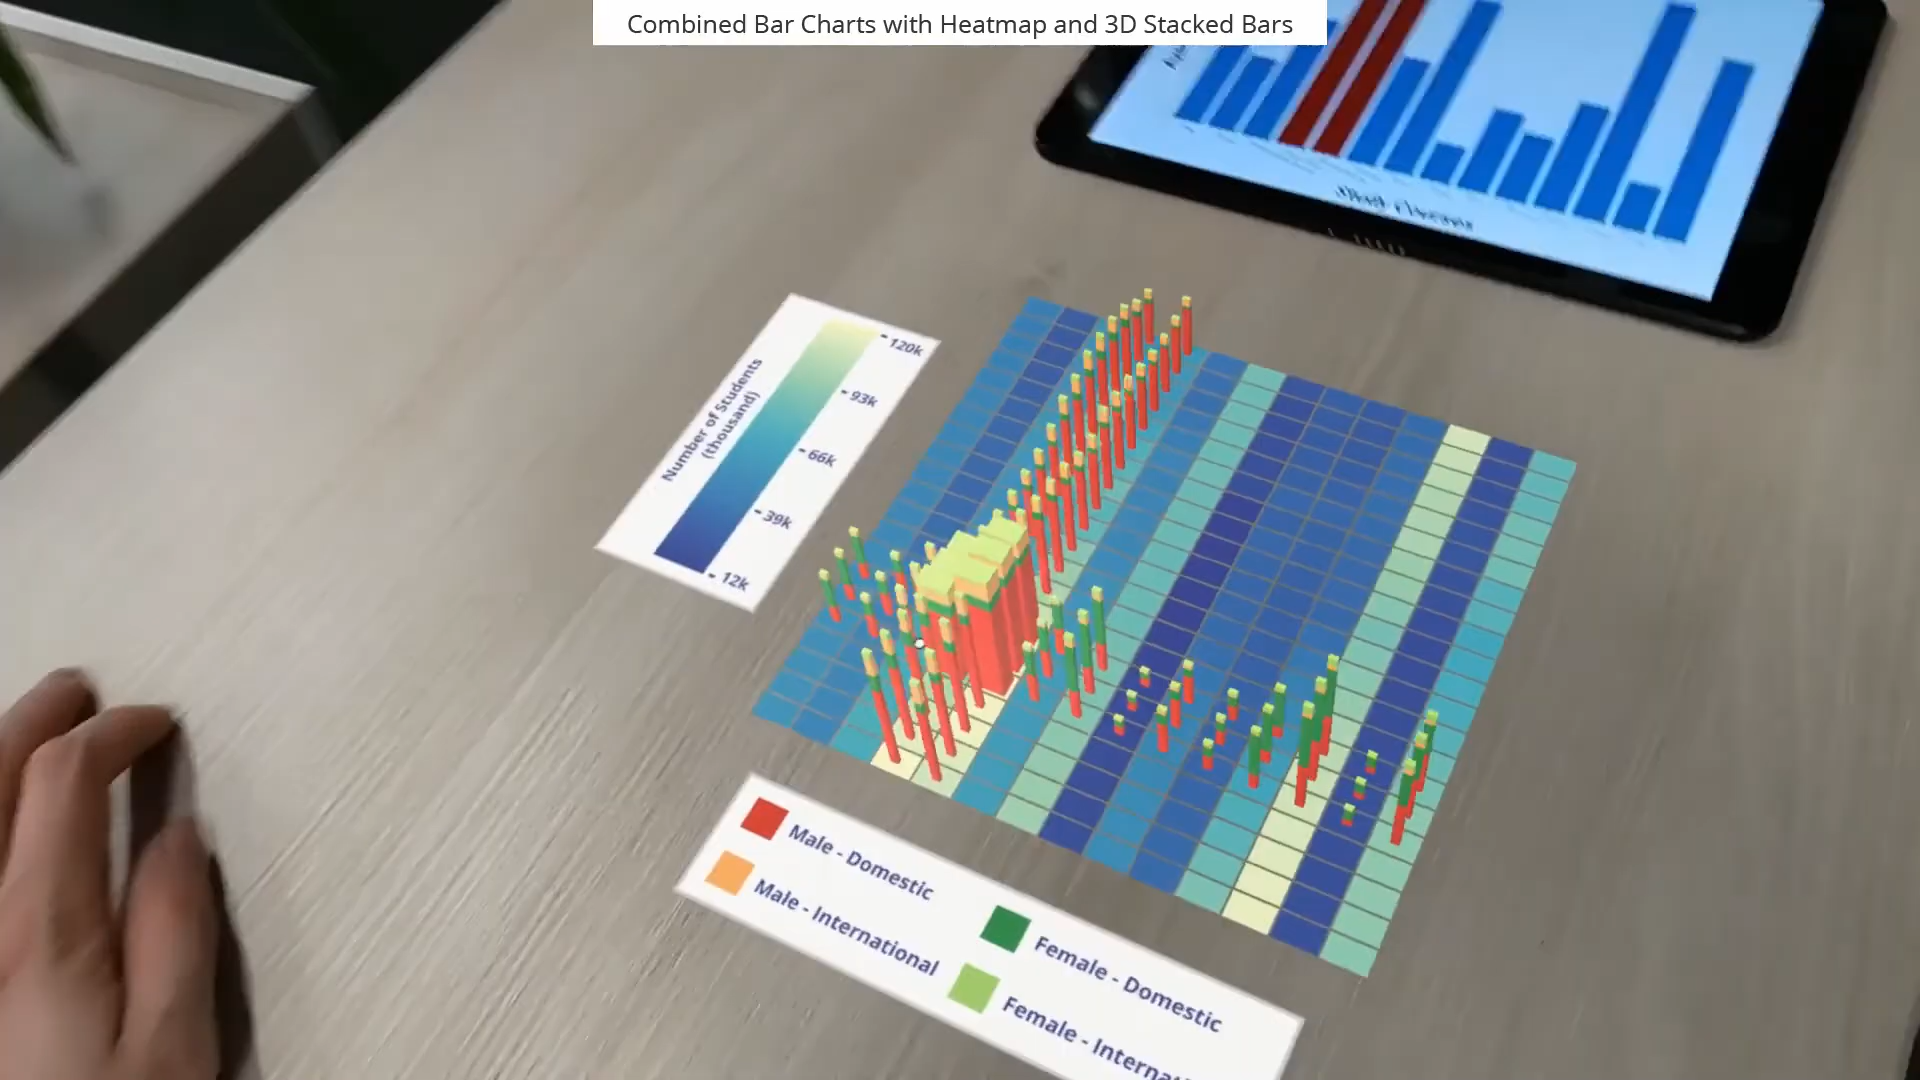 Combined Bar Charts with Heatmap and 3D Stacked Bars
Number of Students
(thousand)
120k
93k
66k
39k
12k
Male - Domestic
Male - International
Female - Domestic
Female -